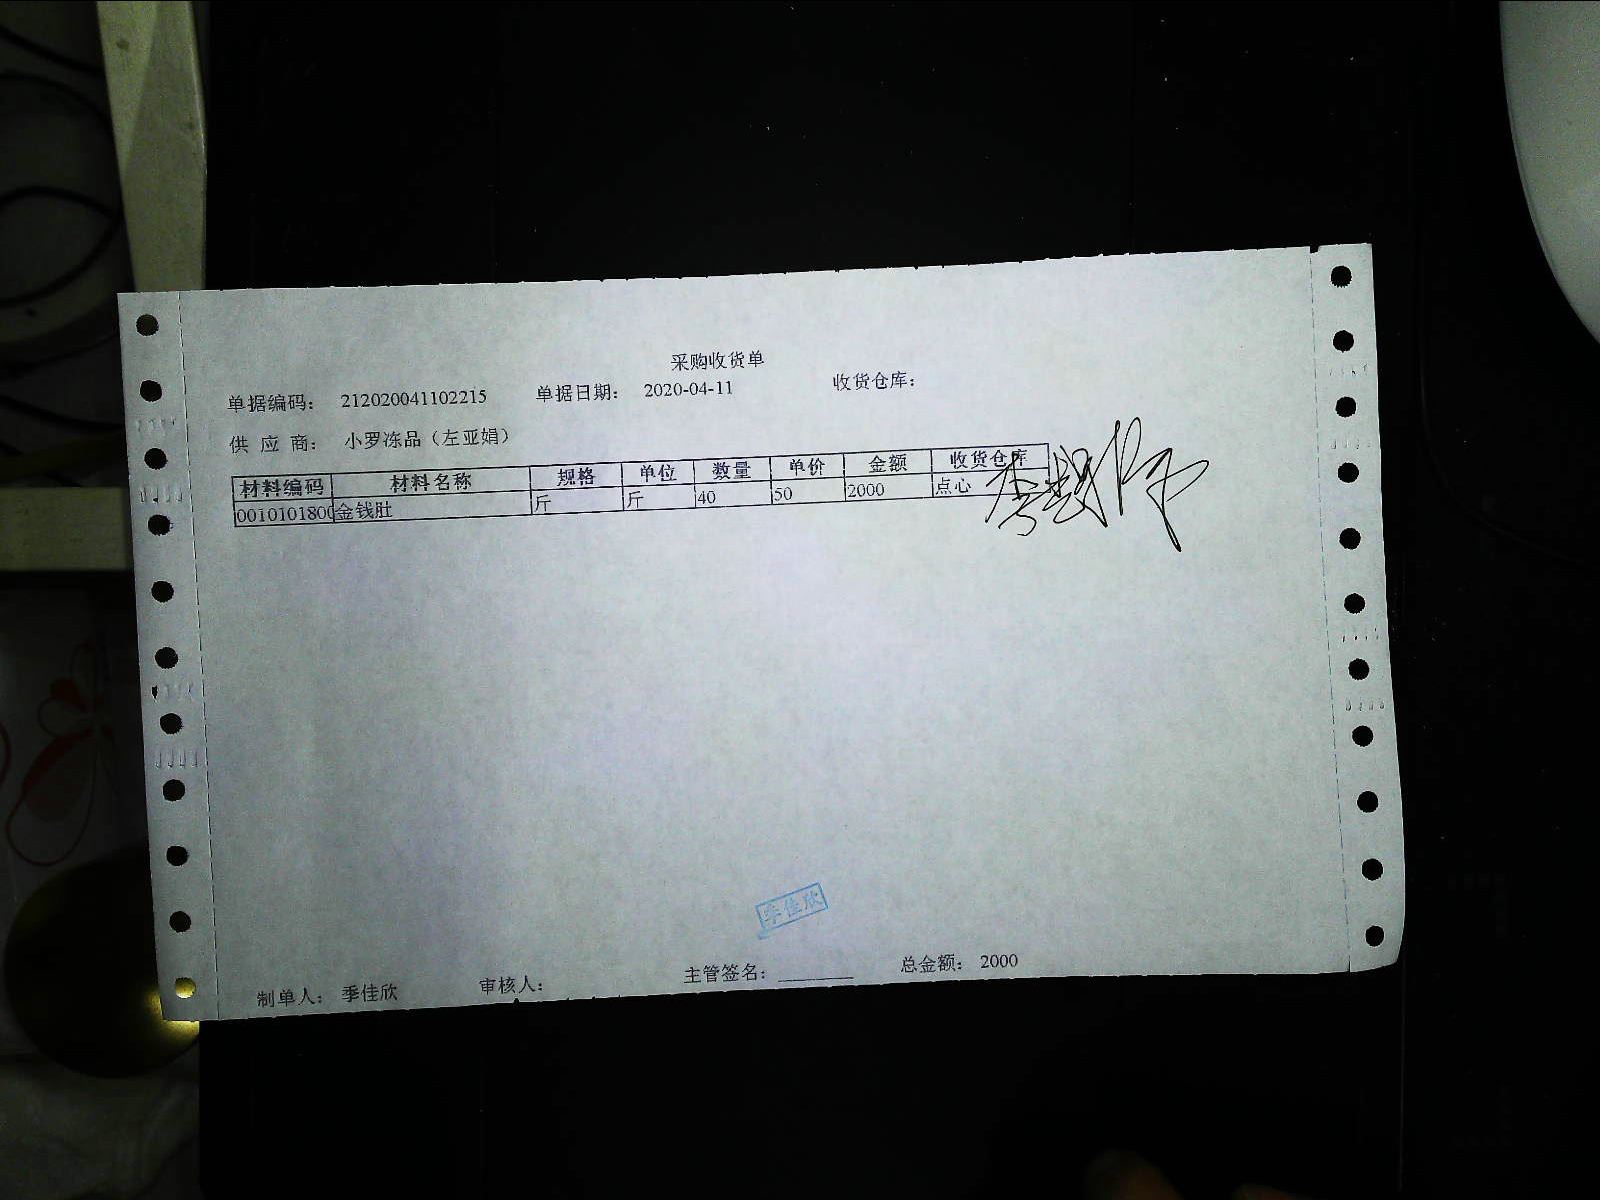 采购收货单
单据编码： 212020041102215 单据日期： 2020-04-11 收货仓库：
供 应 商： 小罗冻品（左亚娟）
材料编码 材料名称 规格 单位 数量 单价 金额 收货仓库
0010101800 金钱肚 斤 斤 40 50 2000 点心
季佳欣
制单人： 季佳欣 审核人： 主管签名： 总金额： 2000